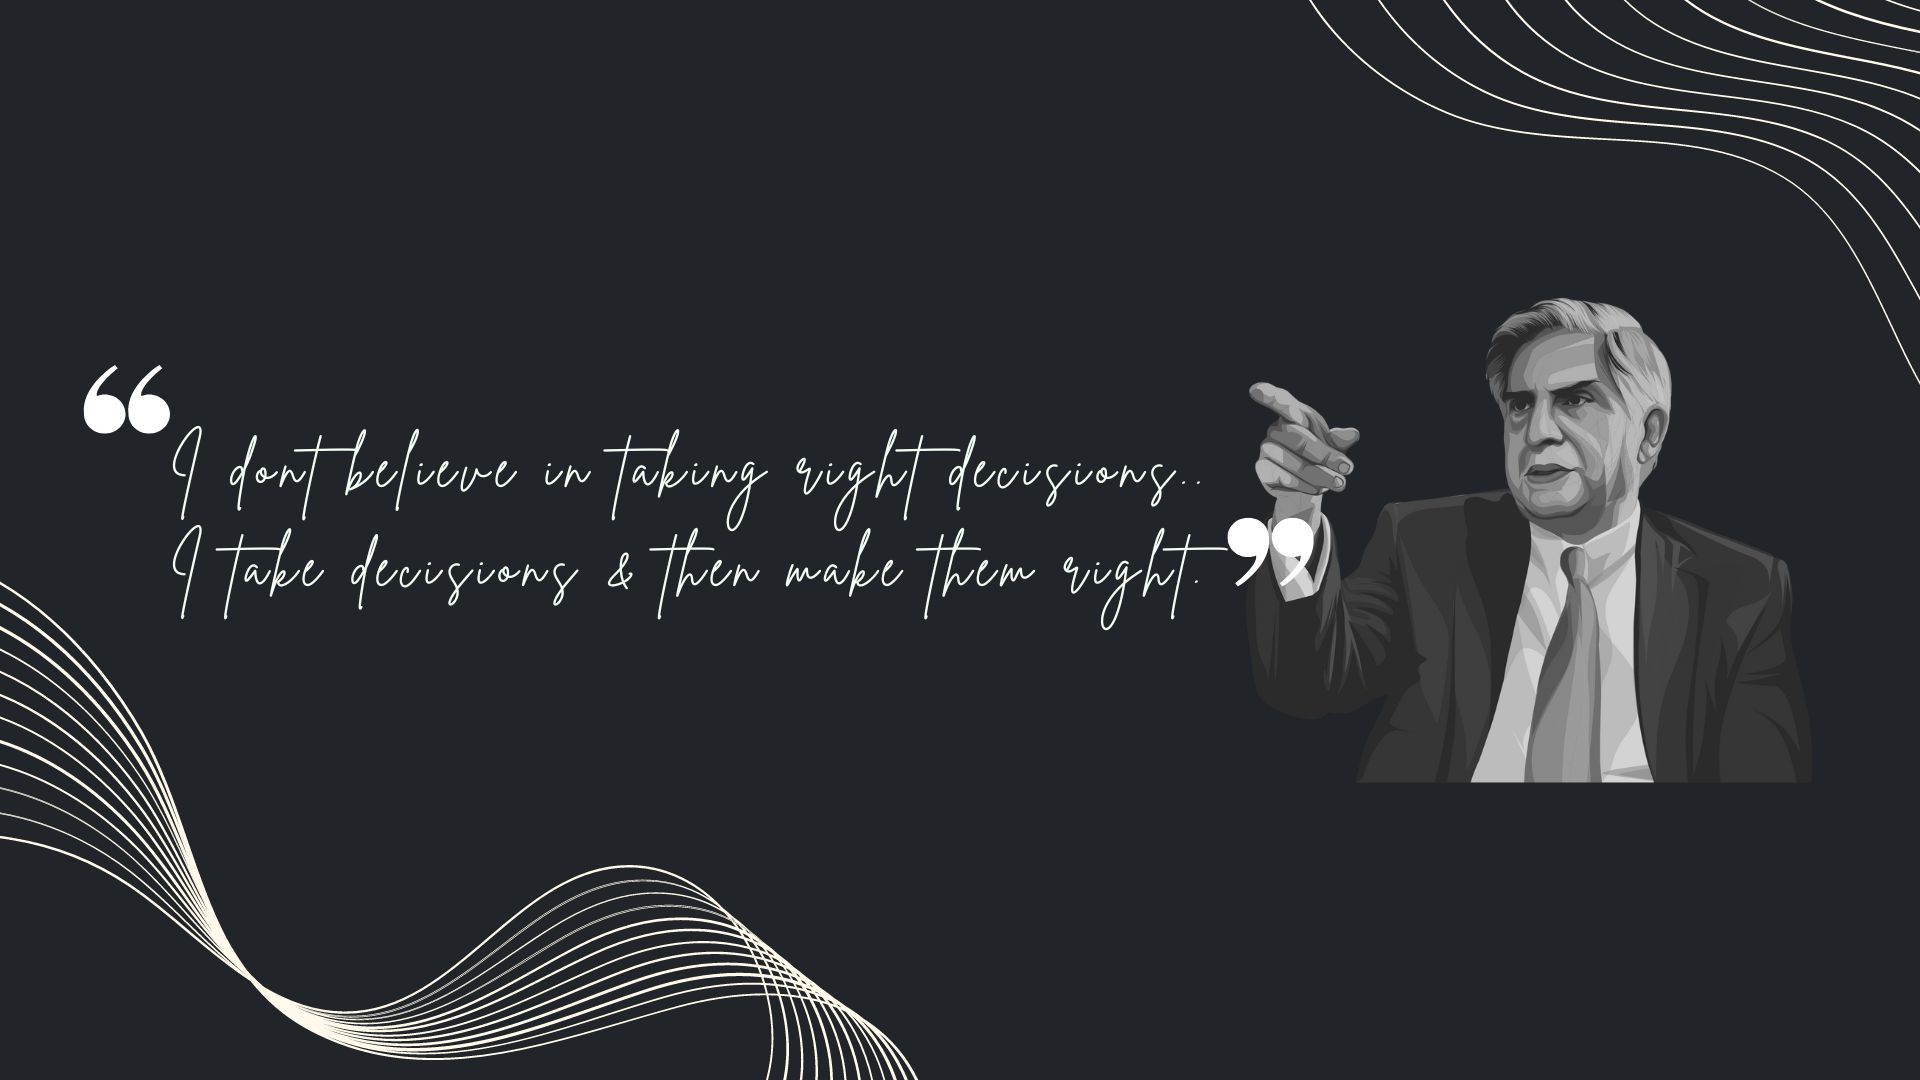 “I dont believe in taking right decisions..
I take decisions & then make them right.”